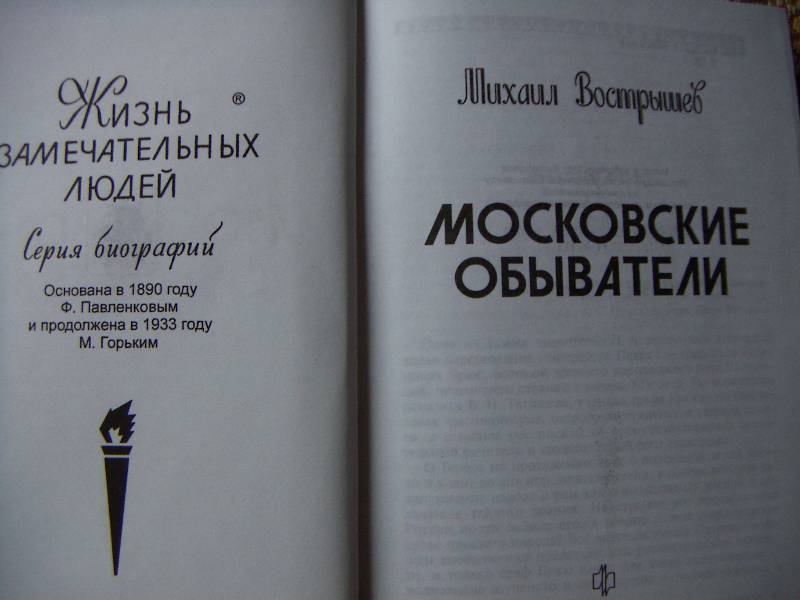 Жизнь ®
замечательных
людей
Серия биографий
Основана в 1890 году
Ф. Павленковым
и продолжена в 1933 году
М. Горьким
Михаил Вострышев
МОСКОВСКИЕ
ОБЫВАТЕЛИ